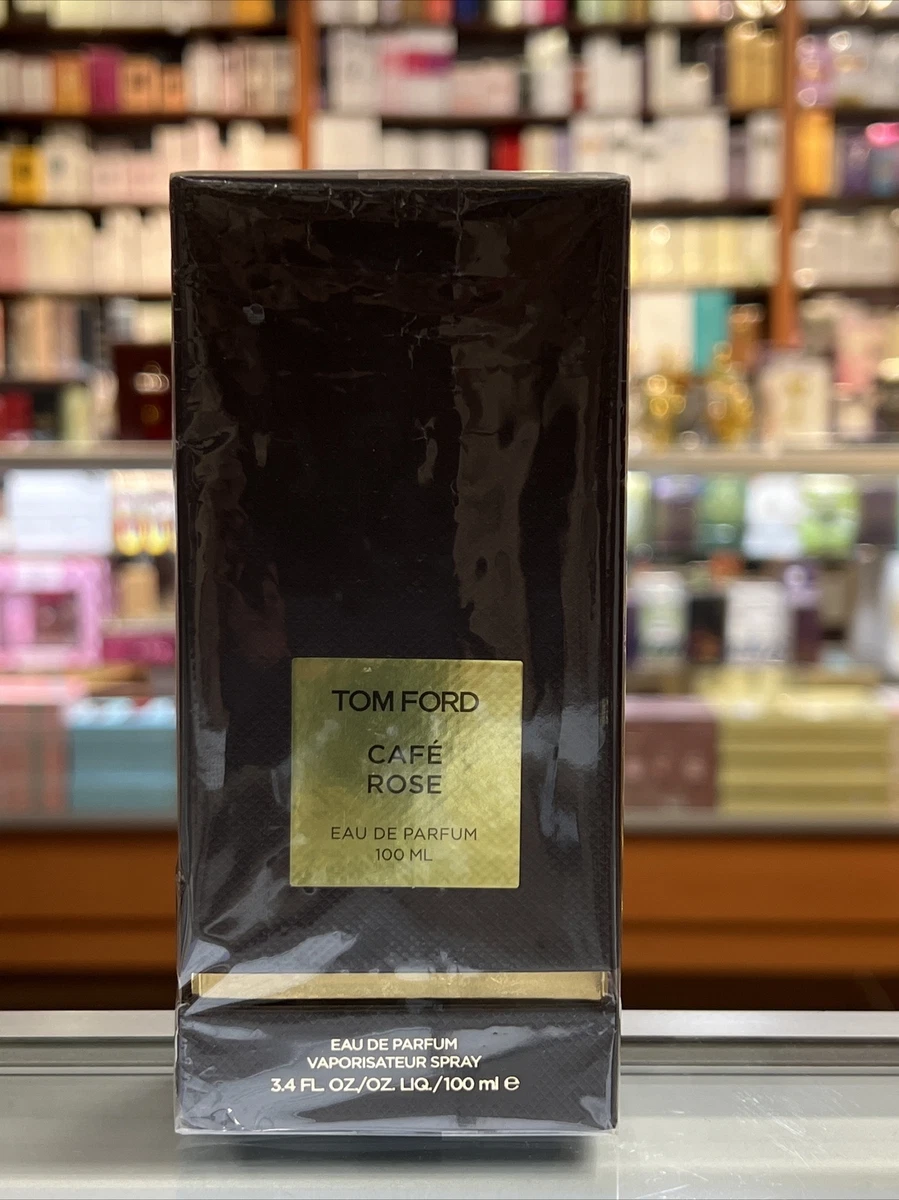 TOM FORD
CAFÉ
ROSE
EAU DE PARFUM
100 ML
EAU DE PARFUM
VAPORISATEUR SPRAY
3.4 FL. OZ./OZ. LIQ./100 ml e